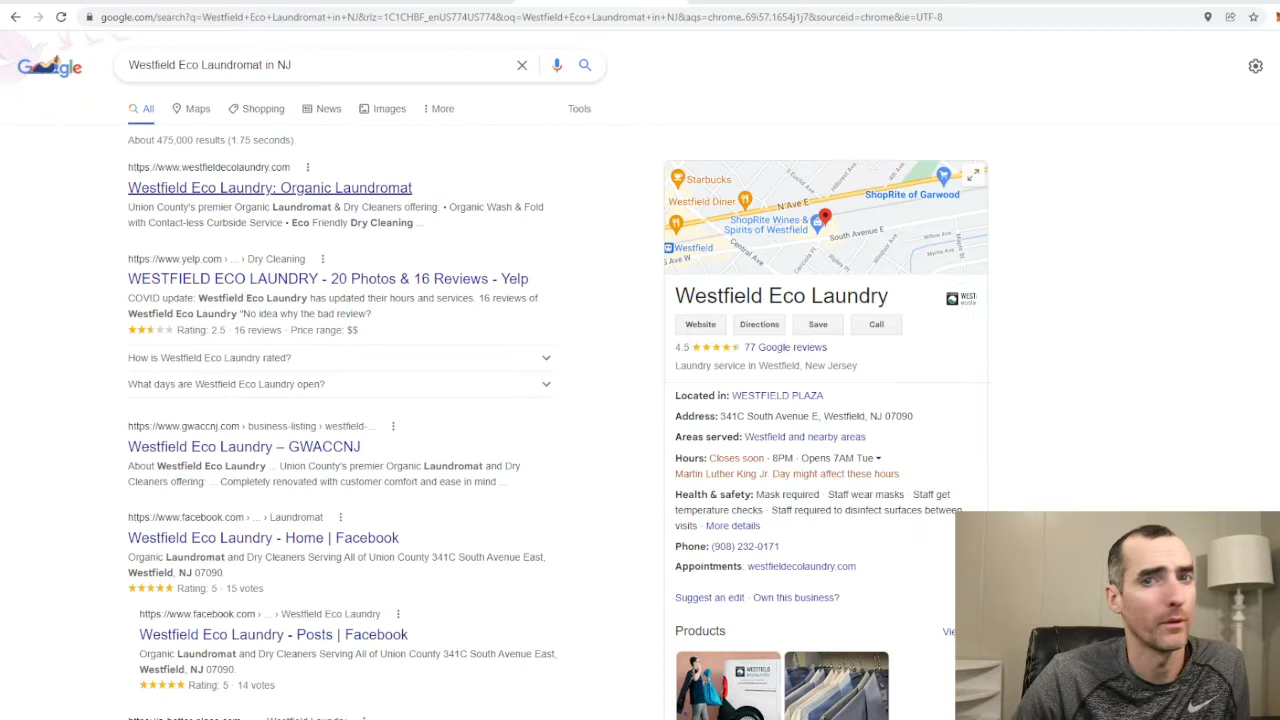 google.com/search?q=Westfield+Eco+Laundromat+in+NJ&rlz=1C1CHBF_enUS774US774&oq=Westfield+Eco+Laundromat+in+NJ&aqs=chrome..69i57.1654j1j7&sourceid=chrome&ie=UTF-8
Google
Westfield Eco Laundromat in NJ
All
Maps
Shopping
News
Images
More
Tools
About 475,000 results (1.75 seconds)
https://www.westfieldecolaundry.com
Westfield Eco Laundry: Organic Laundromat
Union County's premier Organic Laundromat & Dry Cleaners offering: • Organic Wash & Fold
with Contact-less Curbside Service • Eco Friendly Dry Cleaning ...
https://www.yelp.com › ... › Dry Cleaning
WESTFIELD ECO LAUNDRY - 20 Photos & 16 Reviews - Yelp
COVID update: Westfield Eco Laundry has updated their hours and services. 16 reviews of
Westfield Eco Laundry "No idea why the bad review?
Rating: 2.5 · 16 reviews · Price range: $$
How is Westfield Eco Laundry rated?
What days are Westfield Eco Laundry open?
https://www.gwaccnj.com › business-listing › westfield-...
Westfield Eco Laundry – GWACCNJ
About Westfield Eco Laundry ... Union County's premier Organic Laundromat and Dry
Cleaners offering: ... Completely renovated with customer comfort and ease in mind ...
https://www.facebook.com › ... › Laundromat
Westfield Eco Laundry - Home | Facebook
Organic Laundromat and Dry Cleaners Serving All of Union County 341C South Avenue East,
Westfield, NJ 07090.
Rating: 5 · 15 votes
https://www.facebook.com › ... › Westfield Eco Laundry
Westfield Eco Laundry - Posts | Facebook
Organic Laundromat and Dry Cleaners Serving All of Union County 341C South Avenue East,
Westfield, NJ 07090.
Rating: 5 · 14 votes
Starbucks
Westfield Diner
N Ave E
ShopRite of Garwood
ShopRite Wines &
Spirits of Westfield
South Avenue E
Westfield
Central Ave
Westfield Eco Laundry
Website
Directions
Save
Call
4.5
77 Google reviews
Laundry service in Westfield, New Jersey
Located in: WESTFIELD PLAZA
Address: 341C South Avenue E, Westfield, NJ 07090
Areas served: Westfield and nearby areas
Hours: Closes soon · 8PM · Opens 7AM Tue
Martin Luther King Jr. Day might affect these hours
Health & safety: Mask required · Staff wear masks · Staff get
temperature checks · Staff required to disinfect surfaces between
visits · More details
Phone: (908) 232-0171
Appointments: westfieldecolaundry.com
Suggest an edit · Own this business?
Products